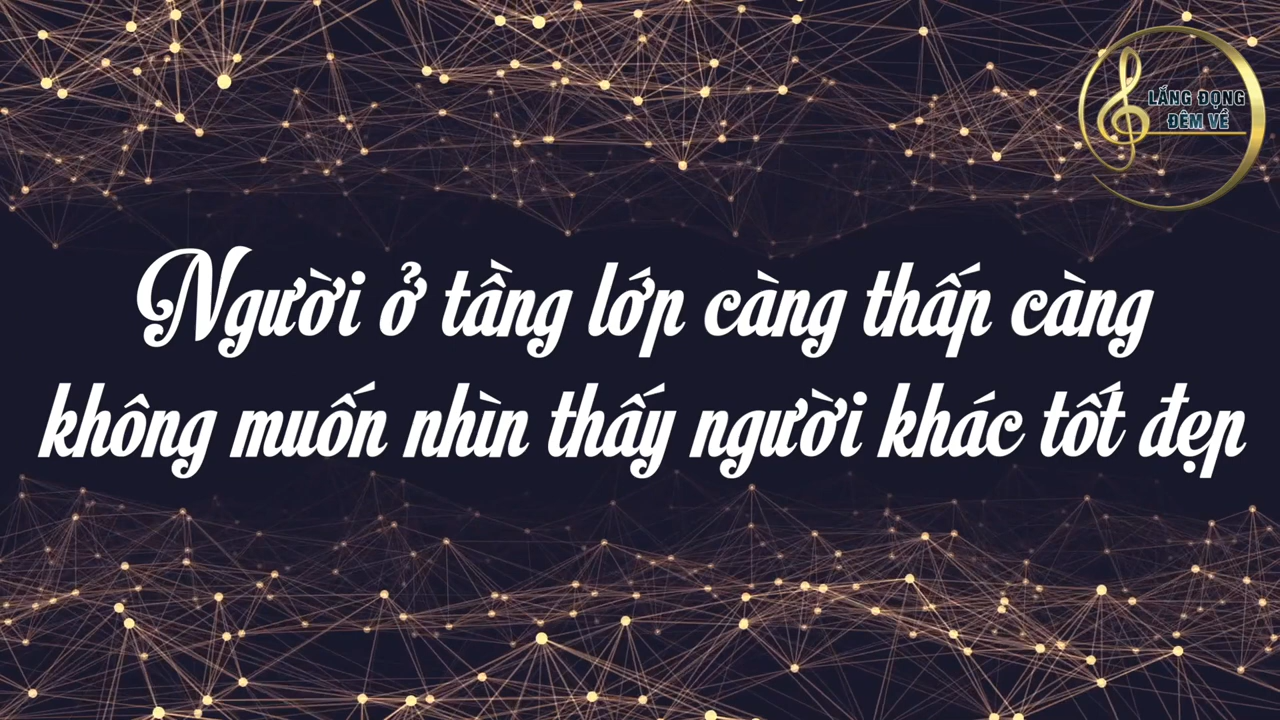 LẮNG ĐỌNG
ĐÊM VỀ
Người ở tầng lớp càng thấp càng
không muốn nhìn thấy người khác tốt đẹp